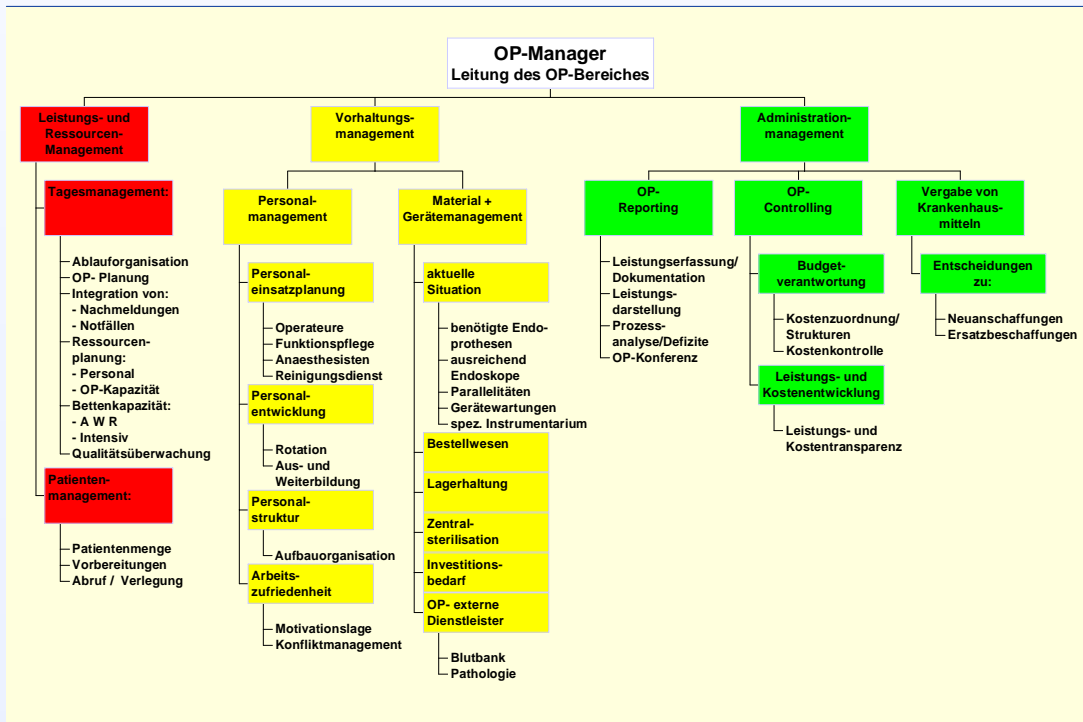 OP-Manager
Leitung des OP-Bereiches
Leistungs- und
Ressourcen-
Management
Tagesmanagement:
Ablauforganisation
OP- Planung
Integration von:
- Nachmeldungen
- Notfällen
Ressourcen-
planung:
- Personal
- OP-Kapazität
Bettenkapazität:
- A W R
- Intensiv
Qualitätsüberwachung
Patienten-
management:
Patientenmenge
Vorbereitungen
Abruf / Verlegung
Vorhaltungs-
management
Personal-
management
Personal-
einsatzplanung
Operateure
Funktionspflege
Anaesthesisten
Reinigungsdienst
Personal-
entwicklung
Rotation
Aus- und
Weiterbildung
Personal-
struktur
Aufbauorganisation
Arbeits-
zufriedenheit
Motivationslage
Konfliktmanagement
Material +
Gerätemanagement
aktuelle
Situation
benötigte Endo-
prothesen
ausreichend
Endoskope
Parallelitäten
Gerätewartungen
spez. Instrumentarium
Bestellwesen
Lagerhaltung
Zentral-
sterilisation
Investitions-
bedarf
OP- externe
Dienstleister
Blutbank
Pathologie
Administration-
management
OP-
Reporting
Leistungserfassung/
Dokumentation
Leistungs-
darstellung
Prozess-
analyse/Defizite
OP-Konferenz
OP-
Controlling
Budget-
verantwortung
Kostenzuordnung/
Strukturen
Kostenkontrolle
Leistungs- und
Kostenentwicklung
Leistungs- und
Kostentransparenz
Vergabe von
Krankenhaus-
mitteln
Entscheidungen
zu:
Neuanschaffungen
Ersatzbeschaffungen